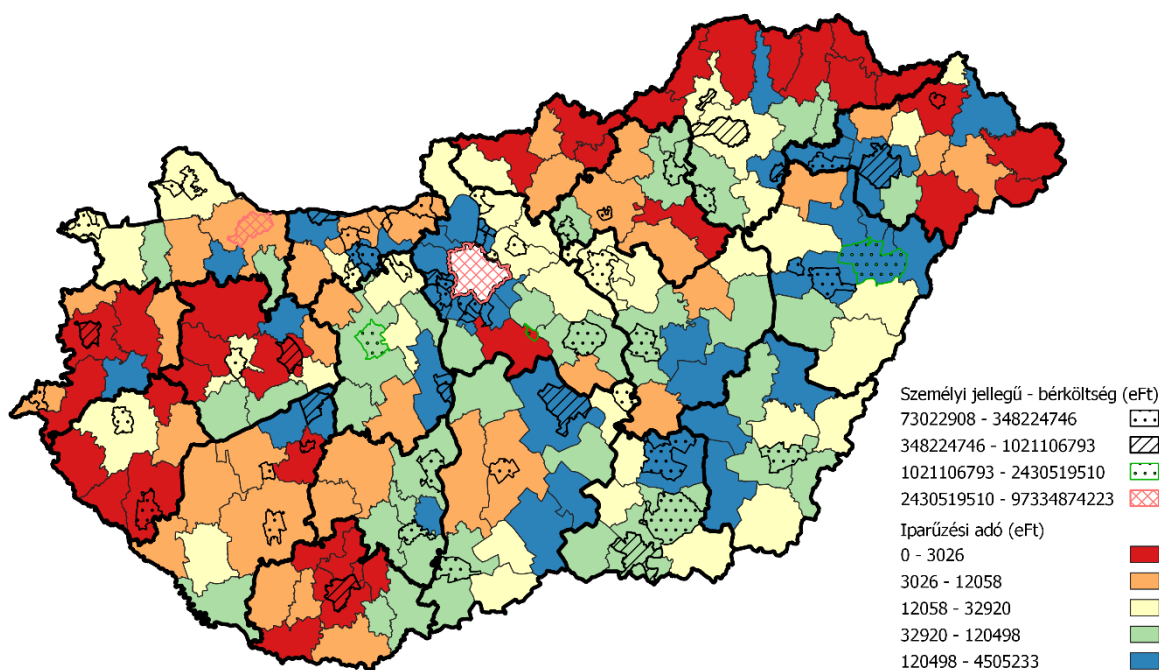 Személyi jellegű - bérköltség (eFt)
73022908 - 348224746
348224746 - 1021106793
1021106793 - 2430519510
2430519510 - 97334874223
Iparűzési adó (eFt)
0 - 3026
3026 - 12058
12058 - 32920
32920 - 120498
120498 - 4505233